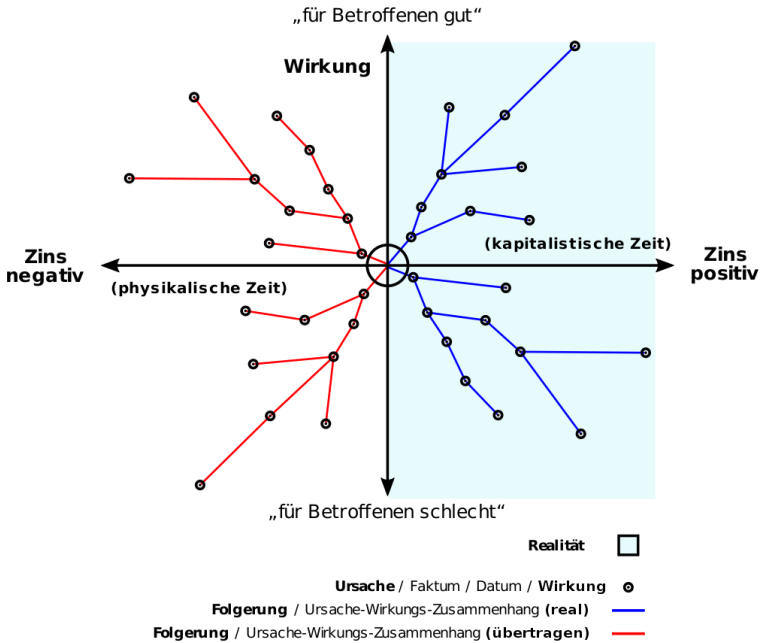 „für Betroffenen gut“
Wirkung
(kapitalistische Zeit)
Zins
negativ
Zins
positiv
(physikalische Zeit)
„für Betroffenen schlecht“
Realität
Ursache / Faktum / Datum / Wirkung
Folgerung / Ursache-Wirkungs-Zusammenhang (real)
Folgerung / Ursache-Wirkungs-Zusammenhang (übertragen)